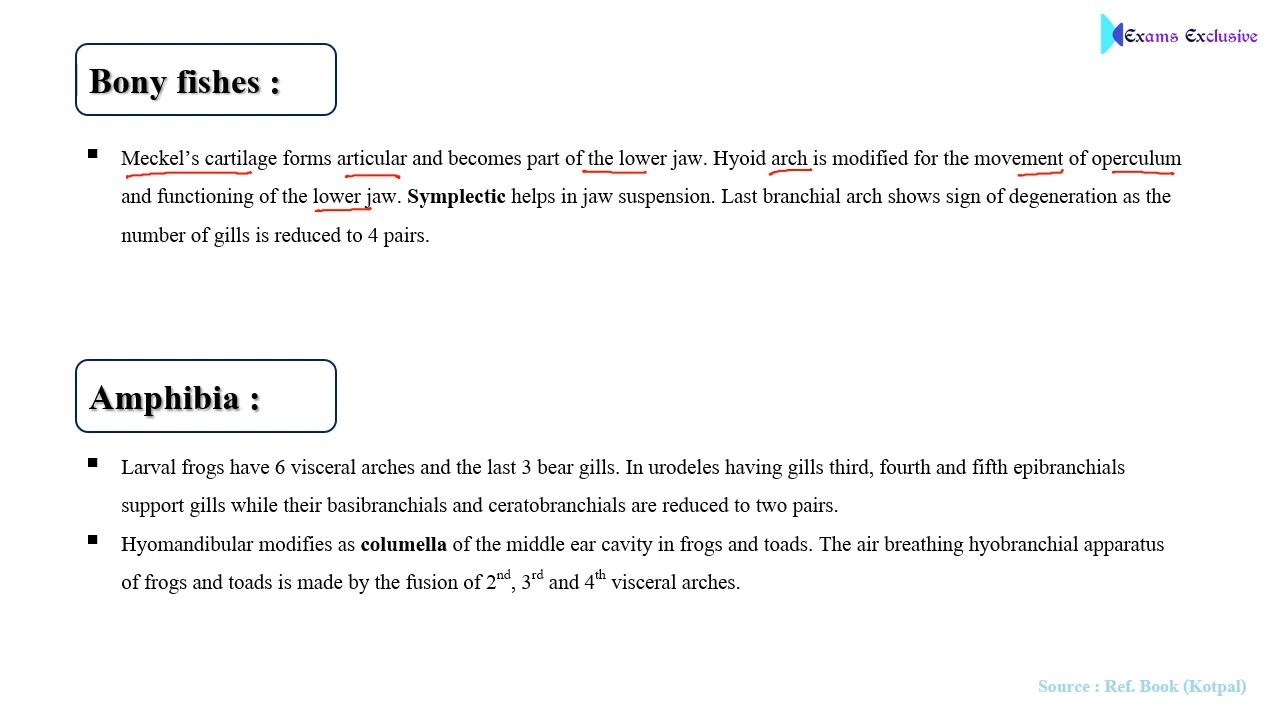 Exams Exclusive
Bony fishes :
▪ Meckel’s cartilage forms articular and becomes part of the lower jaw. Hyoid arch is modified for the movement of operculum
and functioning of the lower jaw. Symplectic helps in jaw suspension. Last branchial arch shows sign of degeneration as the
number of gills is reduced to 4 pairs.
Amphibia :
▪ Larval frogs have 6 visceral arches and the last 3 bear gills. In urodeles having gills third, fourth and fifth epibranchials
support gills while their basibranchials and ceratobranchials are reduced to two pairs.
▪ Hyomandibular modifies as columella of the middle ear cavity in frogs and toads. The air breathing hyobranchial apparatus
of frogs and toads is made by the fusion of 2nd, 3rd and 4th visceral arches.
Source : Ref. Book (Kotpal)